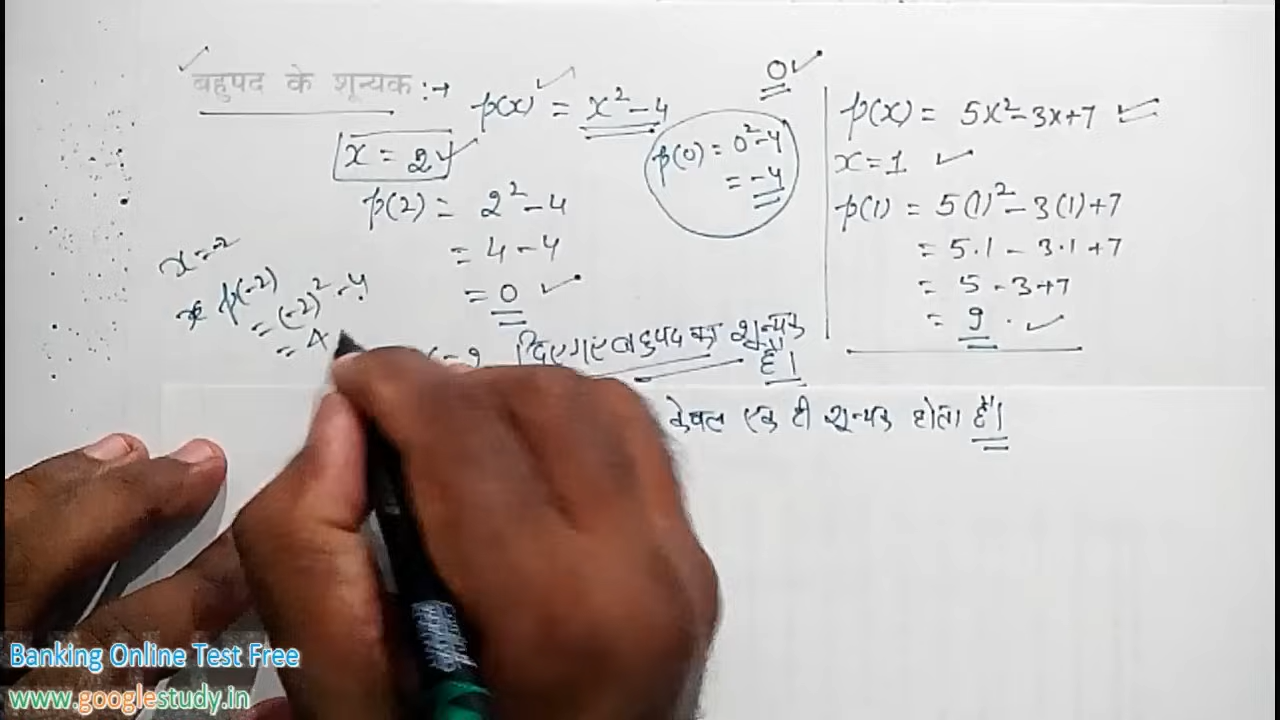 बहुपद के शून्यक :→
p(x) = x² - 4
x = 2
p(2) = 2² - 4
= 4 - 4
= 0
0
p(0) = 0² - 4
= -4
x = -2
p(-2)
= (-2)² - 4
= 4
दिए गए बहुपद का शून्यक
है।
केवल एक ही शून्यक होता है।
p(x) = 5x² - 3x + 7
x = 1
p(1) = 5(1)² - 3(1) + 7
= 5.1 - 3.1 + 7
= 5 - 3 + 7
= 9
Banking Online Test Free
www.googlestudy.in